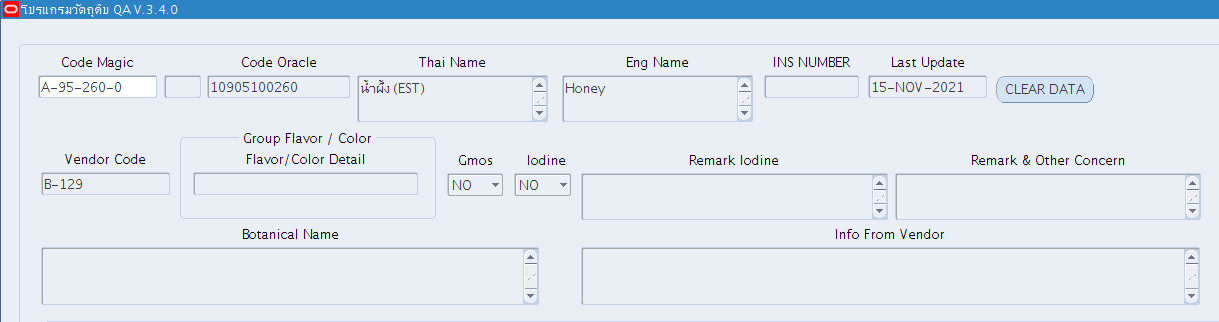 โปรแกรมวัตถุดิบ QA V.3.4.0
Code Magic Code Oracle Thai Name Eng Name INS NUMBER Last Update
A-95-260-0 10905100260 น้ำผึ้ง (EST) Honey 15-NOV-2021 CLEAR DATA
Group Flavor / Color
Vendor Code Flavor/Color Detail Gmos Iodine Remark Iodine Remark & Other Concern
B-129 NO NO
Botanical Name Info From Vendor